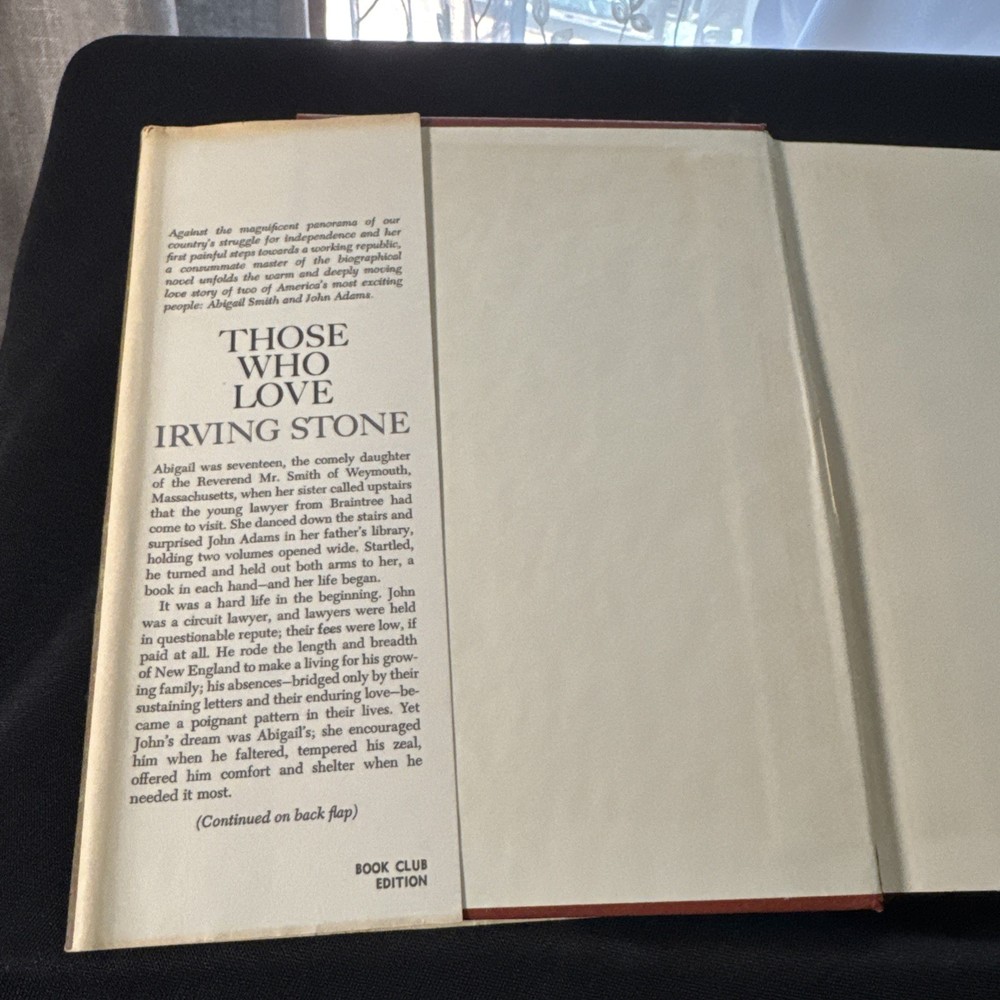 Against the magnificent panorama of our
country's struggle for independence and her
first painful steps towards a working republic,
a consummate master of the biographical
novel unfolds the warm and deeply moving
love story of two of America's most exciting
people: Abigail Smith and John Adams.
THOSE
WHO
LOVE
IRVING STONE
Abigail was seventeen, the comely daughter
of the Reverend Mr. Smith of Weymouth,
Massachusetts, when her sister called upstairs
that the young lawyer from Braintree had
come to visit. She danced down the stairs and
surprised John Adams in her father's library,
holding two volumes opened wide. Startled,
he turned and held out both arms to her, a
book in each hand—and her life began.
It was a hard life in the beginning. John
was a circuit lawyer, and lawyers were held
in questionable repute; their fees were low, if
paid at all. He rode the length and breadth
of New England to make a living for his grow-
ing family; his absences—bridged only by their
sustaining letters and their enduring love—be-
came a poignant pattern in their lives. Yet
John's dream was Abigail's; she encouraged
him when he faltered, tempered his zeal,
offered him comfort and shelter when he
needed it most.
(Continued on back flap)
BOOK CLUB
EDITION